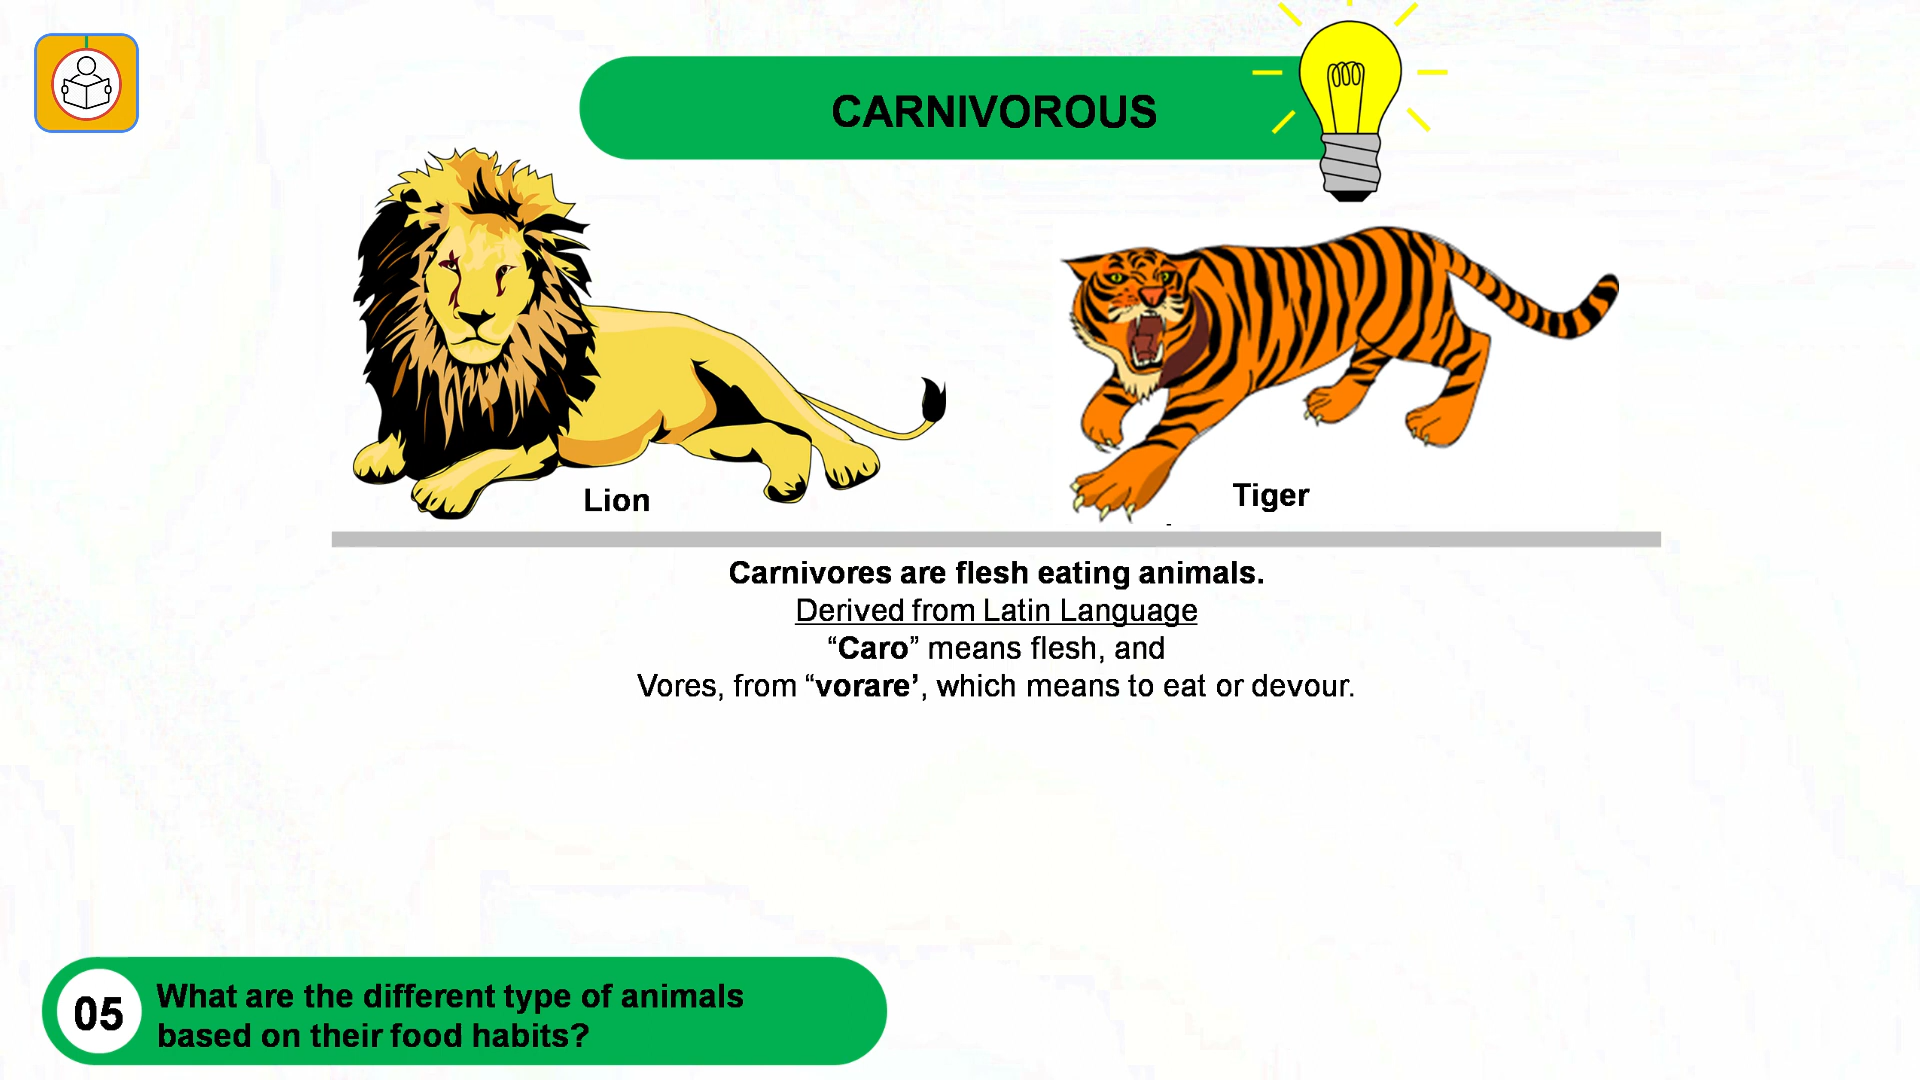 CARNIVOROUS
Lion
Tiger
Carnivores are flesh eating animals.
Derived from Latin Language
“Caro” means flesh, and
Vores, from “vorare’, which means to eat or devour.
05
What are the different type of animals
based on their food habits?